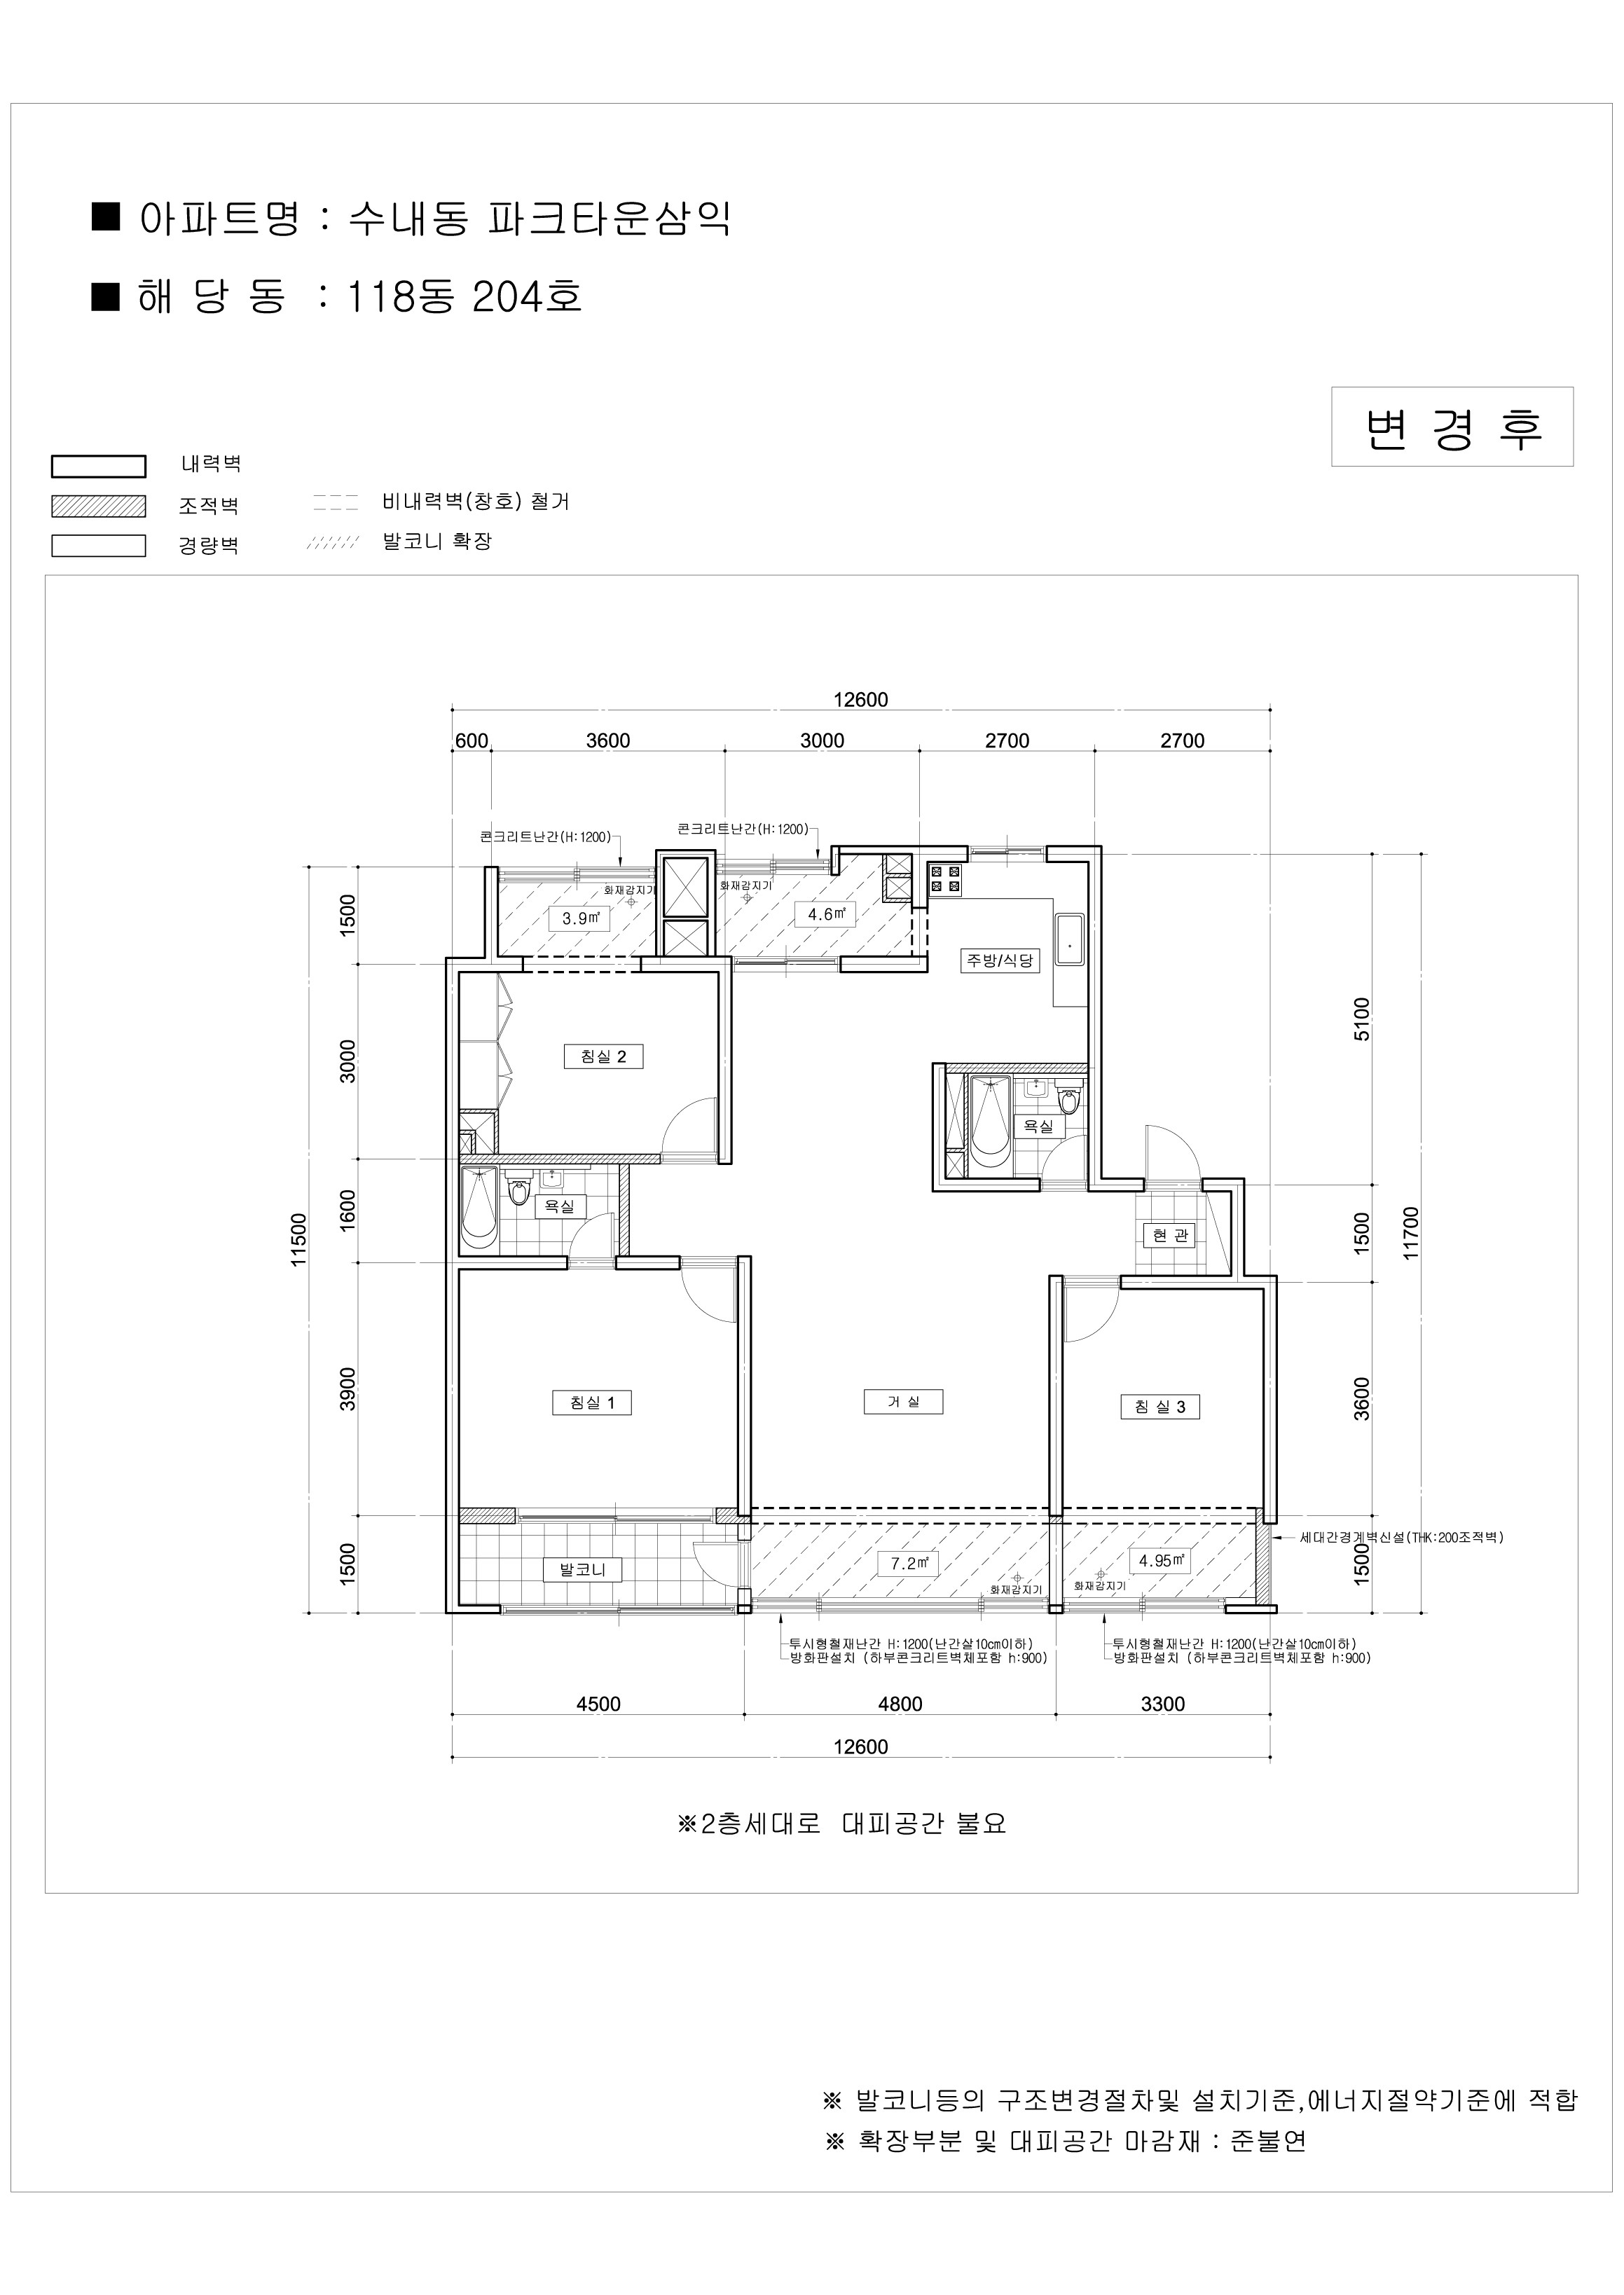 ■ 아파트명 : 수내동 파크타운삼익
■ 해 당 동 : 118동 204호
변 경 후
내력벽
조적벽
비내력벽(창호) 철거
경량벽
발코니 확장
12600
600 3600 3000 2700 2700
콘크리트난간(H:1200)
콘크리트난간(H:1200)
화재감지기
화재감지기
3.9㎡
4.6㎡
1500
주방/식당
5100
침실 2
3000
욕실
욕실
1600
현 관
1500
11500
11700
3900
침실 1
거 실
침 실 3
3600
세대간경계벽신설(THK:200조적벽)
발코니
7.2㎡
4.95㎡
1500
1500
화재감지기
화재감지기
투시형철재난간 H:1200(난간살10cm이하)
방화판설치 (하부콘크리트벽체포함 h:900)
투시형철재난간 H:1200(난간살10cm이하)
방화판설치 (하부콘크리트벽체포함 h:900)
4500 4800 3300
12600
※2층세대로 대피공간 불요
※ 발코니등의 구조변경절차및 설치기준,에너지절약기준에 적합
※ 확장부분 및 대피공간 마감재 : 준불연